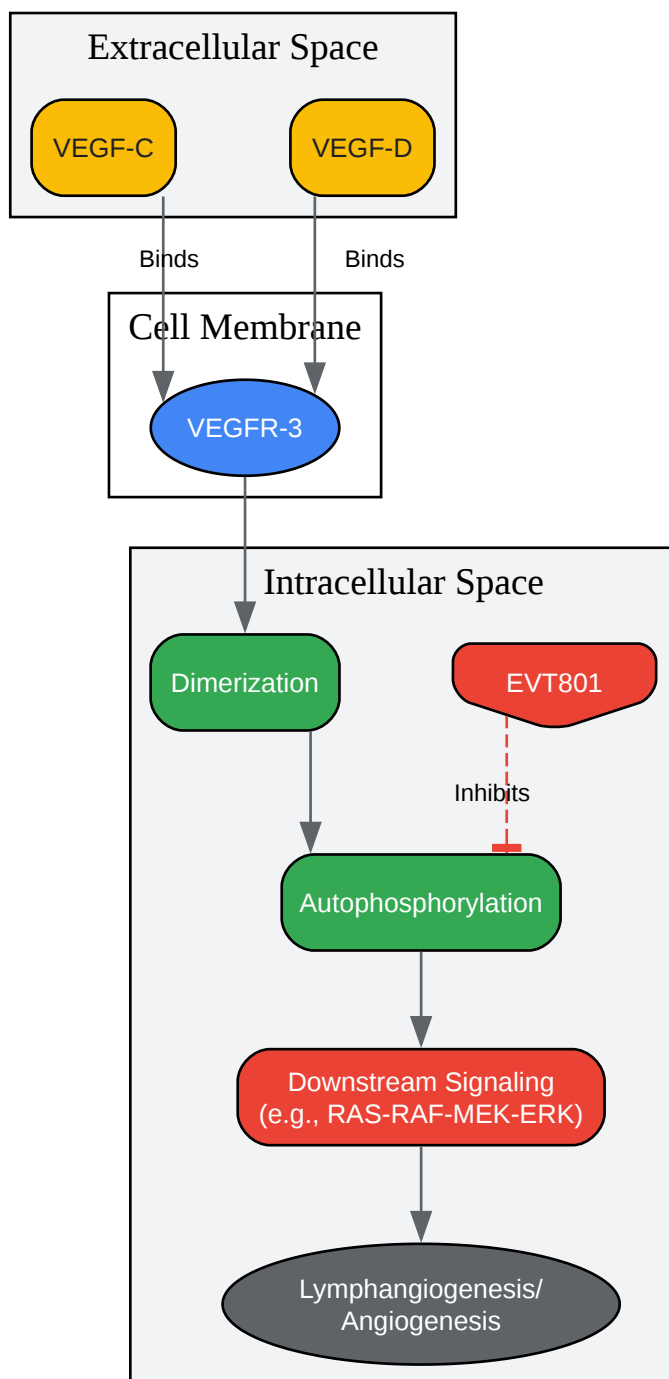 Extracellular Space
VEGF-C
VEGF-D
Binds
Binds
Cell Membrane
VEGFR-3
Intracellular Space
Dimerization
EVT801
Inhibits
Autophosphorylation
Downstream Signaling
(e.g., RAS-RAF-MEK-ERK)
Lymphangiogenesis/
Angiogenesis